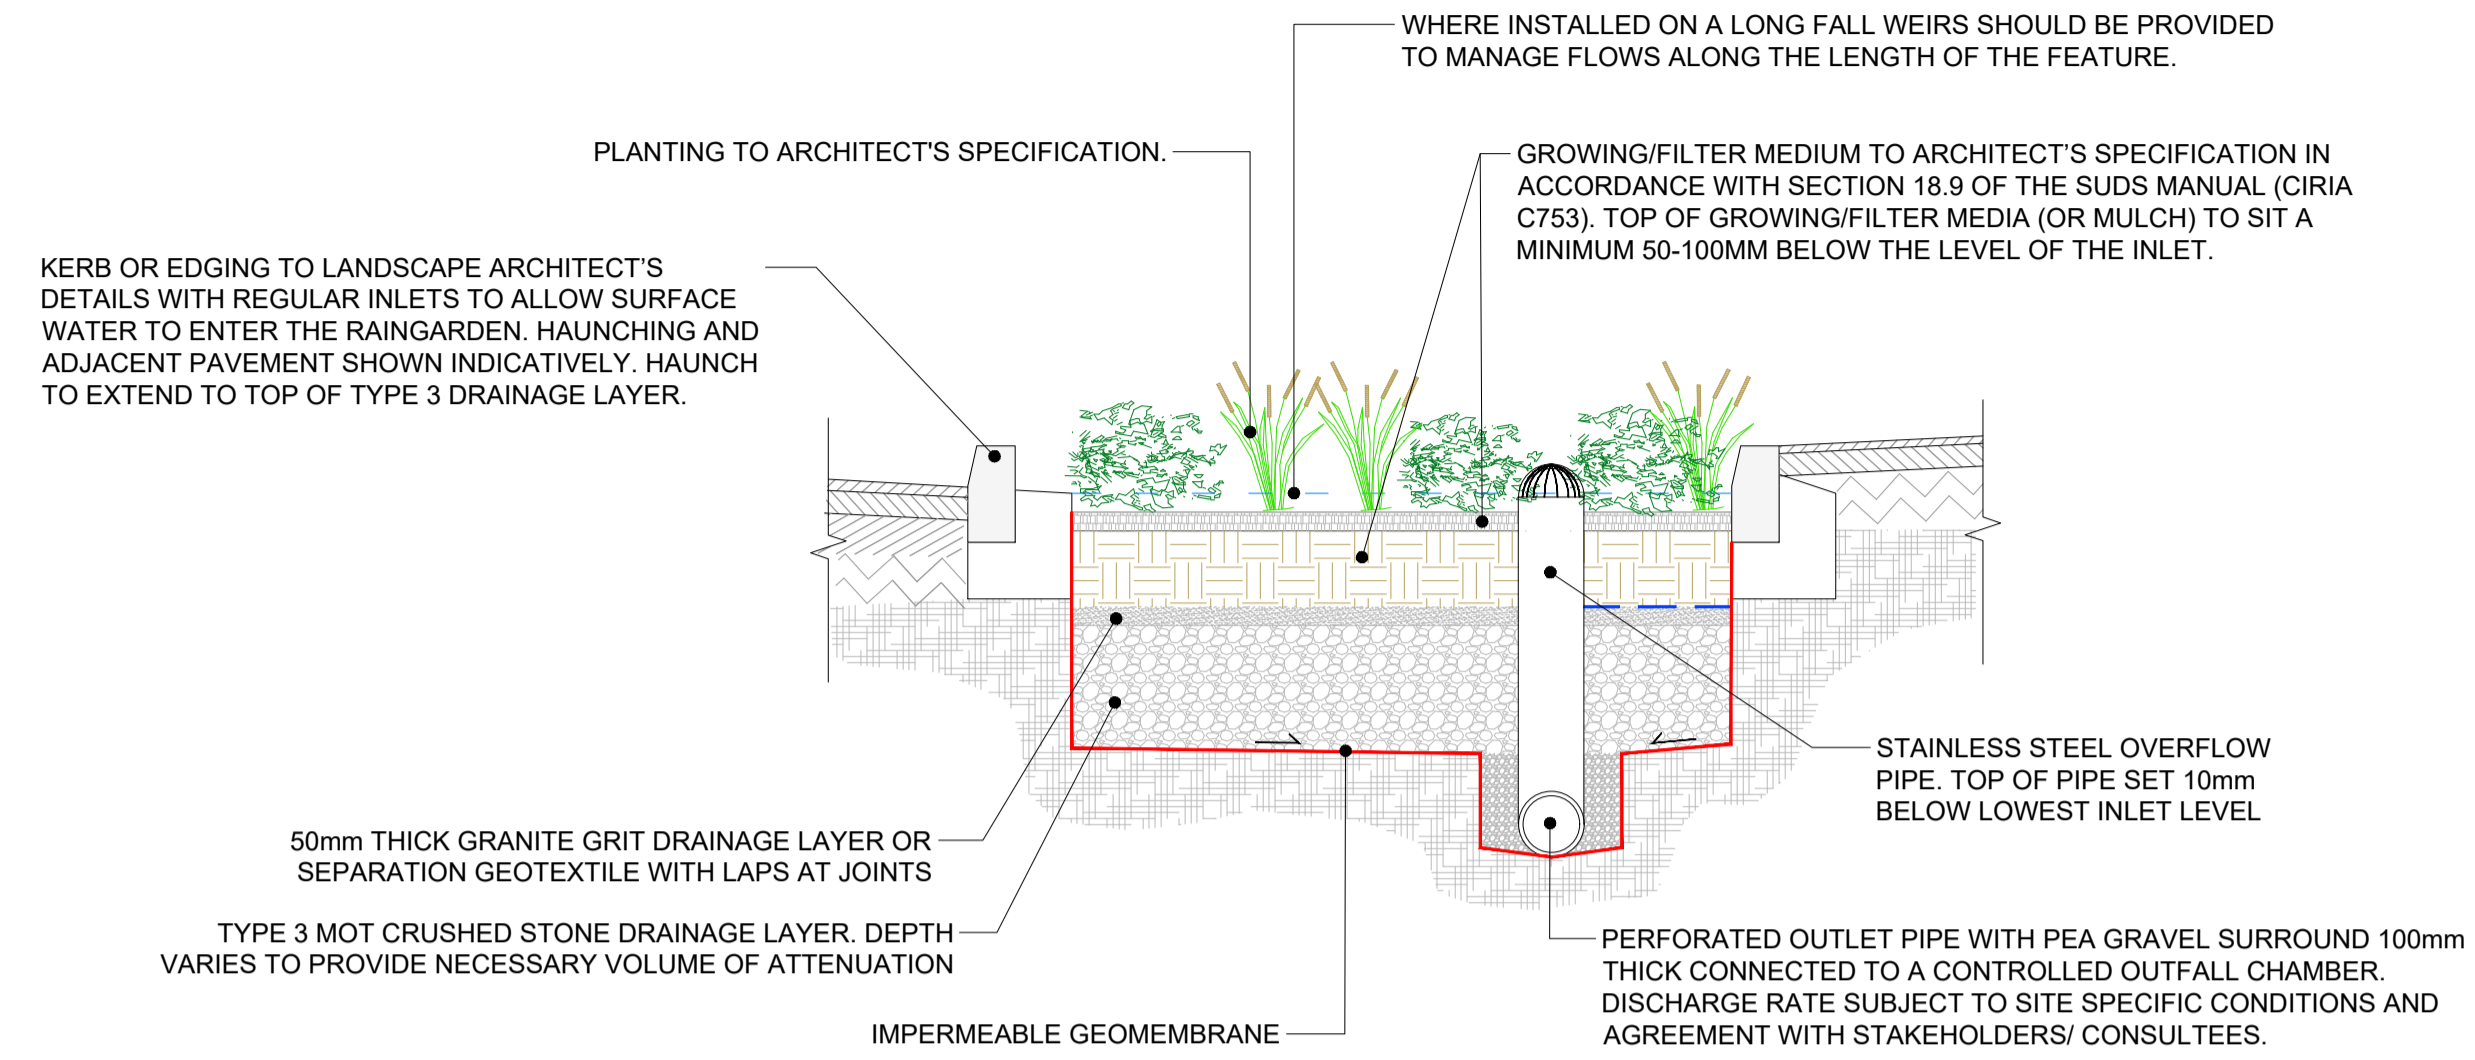 WHERE INSTALLED ON A LONG FALL WEIRS SHOULD BE PROVIDED
TO MANAGE FLOWS ALONG THE LENGTH OF THE FEATURE.
PLANTING TO ARCHITECT'S SPECIFICATION.
GROWING/FILTER MEDIUM TO ARCHITECT’S SPECIFICATION IN
ACCORDANCE WITH SECTION 18.9 OF THE SUDS MANUAL (CIRIA
C753). TOP OF GROWING/FILTER MEDIA (OR MULCH) TO SIT A
MINIMUM 50-100MM BELOW THE LEVEL OF THE INLET.
KERB OR EDGING TO LANDSCAPE ARCHITECT’S
DETAILS WITH REGULAR INLETS TO ALLOW SURFACE
WATER TO ENTER THE RAINGARDEN. HAUNCHING AND
ADJACENT PAVEMENT SHOWN INDICATIVELY. HAUNCH
TO EXTEND TO TOP OF TYPE 3 DRAINAGE LAYER.
STAINLESS STEEL OVERFLOW
PIPE. TOP OF PIPE SET 10mm
BELOW LOWEST INLET LEVEL
50mm THICK GRANITE GRIT DRAINAGE LAYER OR
SEPARATION GEOTEXTILE WITH LAPS AT JOINTS
TYPE 3 MOT CRUSHED STONE DRAINAGE LAYER. DEPTH
VARIES TO PROVIDE NECESSARY VOLUME OF ATTENUATION
PERFORATED OUTLET PIPE WITH PEA GRAVEL SURROUND 100mm
THICK CONNECTED TO A CONTROLLED OUTFALL CHAMBER.
DISCHARGE RATE SUBJECT TO SITE SPECIFIC CONDITIONS AND
AGREEMENT WITH STAKEHOLDERS/ CONSULTEES.
IMPERMEABLE GEOMEMBRANE